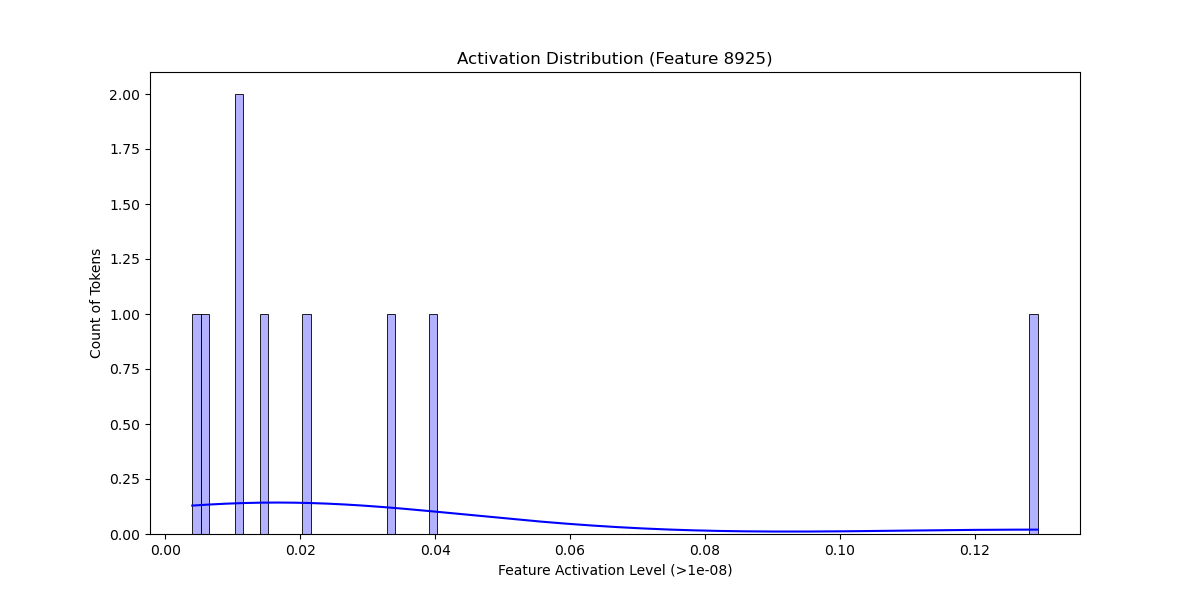 Activation Distribution (Feature 8925)
2.00
1.75
1.50
1.25
1.00
0.75
0.50
0.25
0.00
Count of Tokens
0.00 0.02 0.04 0.06 0.08 0.10 0.12
Feature Activation Level (>1e-08)